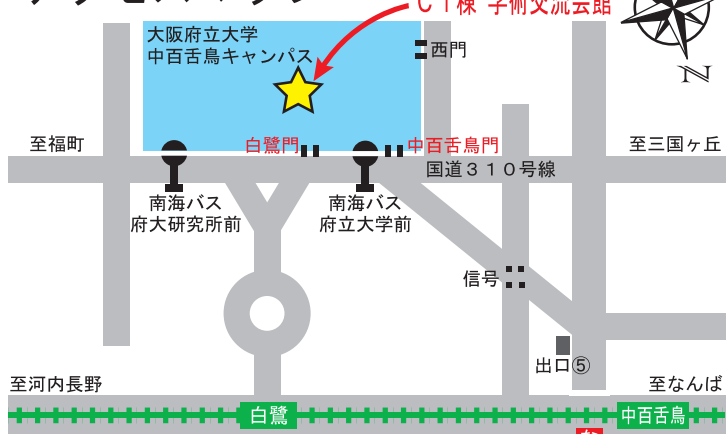 C1棟 学術交流会館
大阪府立大学
中百舌鳥キャンパス
西門
N
至福町
白鷺門
中百舌鳥門
至三国ヶ丘
国道310号線
南海バス
府大研究所前
南海バス
府立大学前
信号
出口⑤
至河内長野
至なんば
白鷺
中百舌鳥